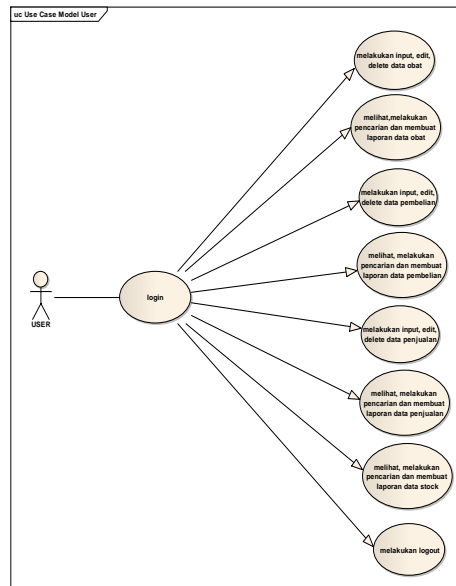 uc Use Case Model User
melakukan input, edit,
delete data obat
melihat,melakukan
pencarian dan membuat
laporan data obat
melakukan input, edit,
delete data pembelian
melihat, melakukan
pencarian dan membuat
laporan data pembelian
USER
login
melakukan input, edit,
delete data penjualan
melihat, melakukan
pencarian dan membuat
laporan data penjualan
melihat, melakukan
pencarian dan membuat
laporan data stock
melakukan logout